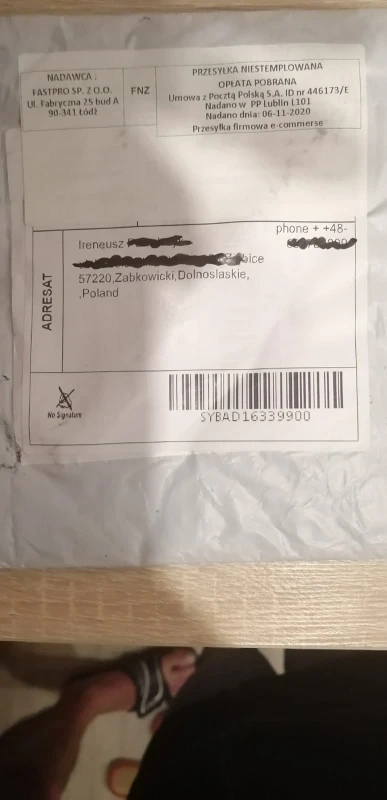 NADAWCA :
FASTPRO SP. Z O.O.
Ul. Fabryczna 25 bud A
90-341 Łódź
FNZ
PRZESYŁKA NIESTEMPLOWANA
OPŁATA POBRANA
Umowa z Pocztą Polską S.A. ID nr 446173/E
Nadano w PP Lublin L101
Nadano dnia: 06-11-2020
Przesyłka firmowa e-commerse
ADRESAT
Ireneusz
phone + +48-
bice
57220,Zabkowicki,Dolnoslaskie,
,Poland
No Signature
SYBAD16339900